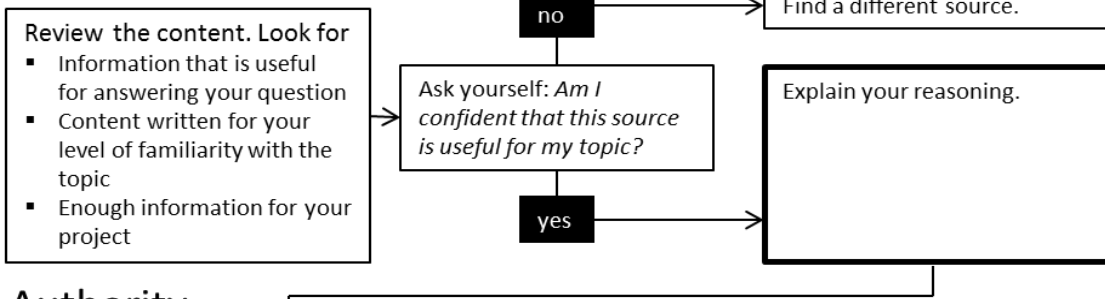 no
Find a different source.
Review the content. Look for
▪ Information that is useful
for answering your question
▪ Content written for your
level of familiarity with the
topic
▪ Enough information for your
project
Ask yourself: Am I
confident that this source
is useful for my topic?
Explain your reasoning.
yes
Authority